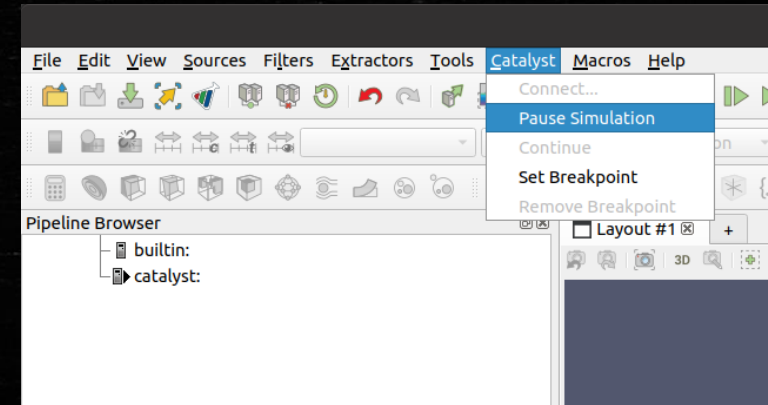 File Edit View Sources Filters Extractors Tools Catalyst Macros Help
Connect...
Pause Simulation
Continue
on
Set Breakpoint
Remove Breakpoint
Pipeline Browser
Layout #1
+
3D
builtin:
catalyst: